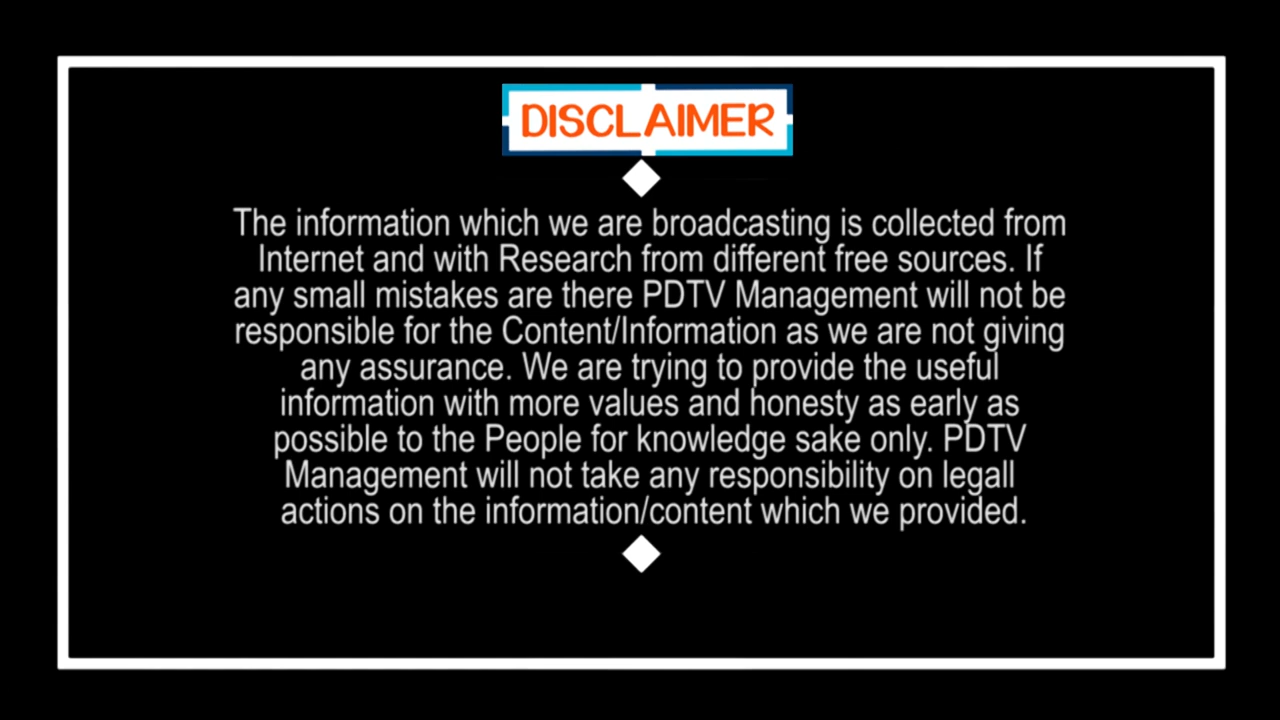 DISCLAIMER
The information which we are broadcasting is collected from
Internet and with Research from different free sources. If
any small mistakes are there PDTV Management will not be
responsible for the Content/Information as we are not giving
any assurance. We are trying to provide the useful
information with more values and honesty as early as
possible to the People for knowledge sake only. PDTV
Management will not take any responsibility on legall
actions on the information/content which we provided.